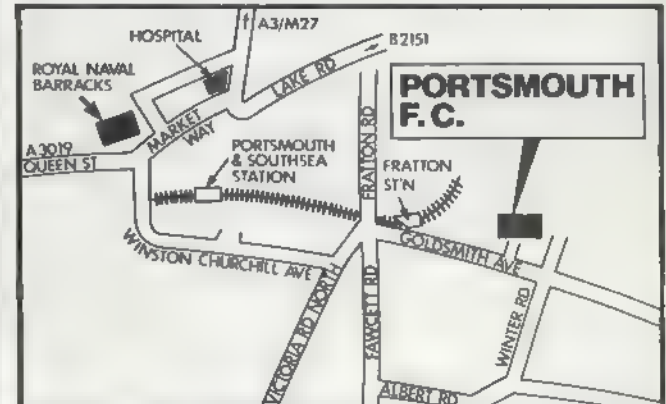 A3/M27
HOSPITAL
B2151
ROYAL NAVAL
BARRACKS
LAKE RD
PORTSMOUTH
F.C.
MARKET
WAY
FRATTON RD
A3019
QUEEN ST
PORTSMOUTH
& SOUTHSEA
STATION
FRATTON
ST'N
GOLDSMITH AVE
WINSTON CHURCHILL AVE
VICTORIA RD NORTH
FAWCETT RD
WINTER RD
ALBERT RD